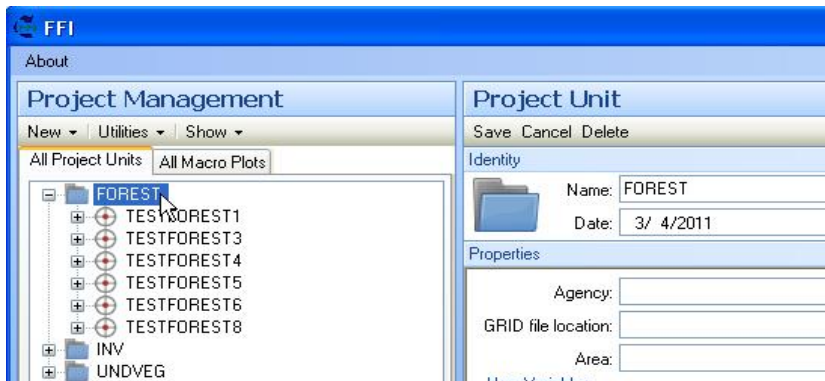 FFI
About
Project Management
New Utilities Show
All Project Units All Macro Plots
FOREST
TESTFOREST1
TESTFOREST3
TESTFOREST4
TESTFOREST5
TESTFOREST6
TESTFOREST8
INV
UNDVEG
Project Unit
Save Cancel Delete
Identity
Name: FOREST
Date: 3/ 4/2011
Properties
Agency:
GRID file location:
Area: